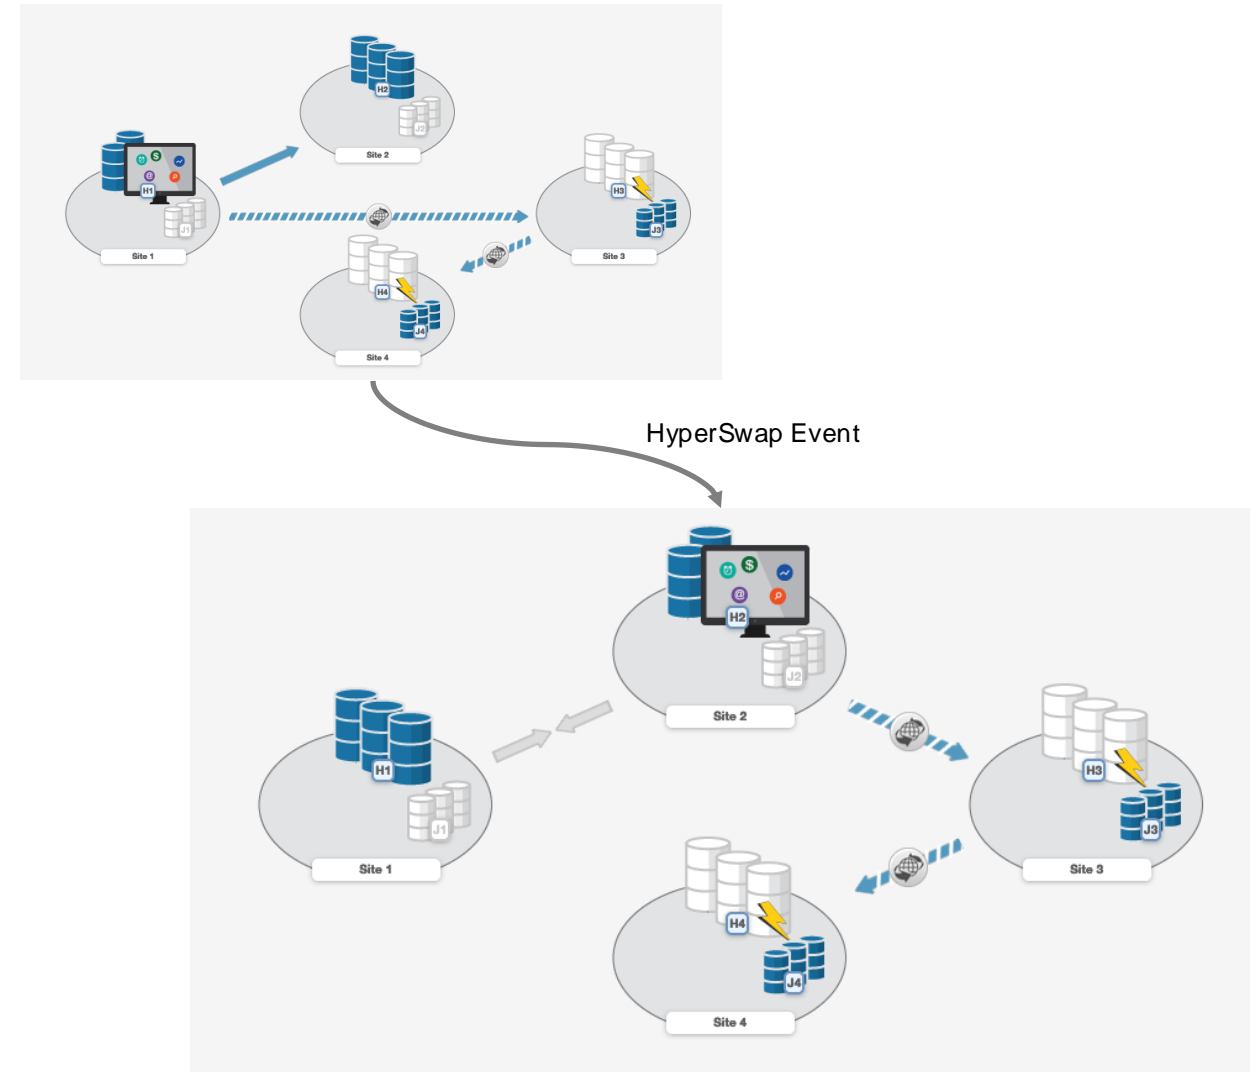 H2
J2
Site 2
$
@
H1
J1
Site 1
H3
J3
Site 3
H4
J4
Site 4
HyperSwap Event
$
@
H2
J2
Site 2
H1
J1
Site 1
H3
J3
Site 3
H4
J4
Site 4